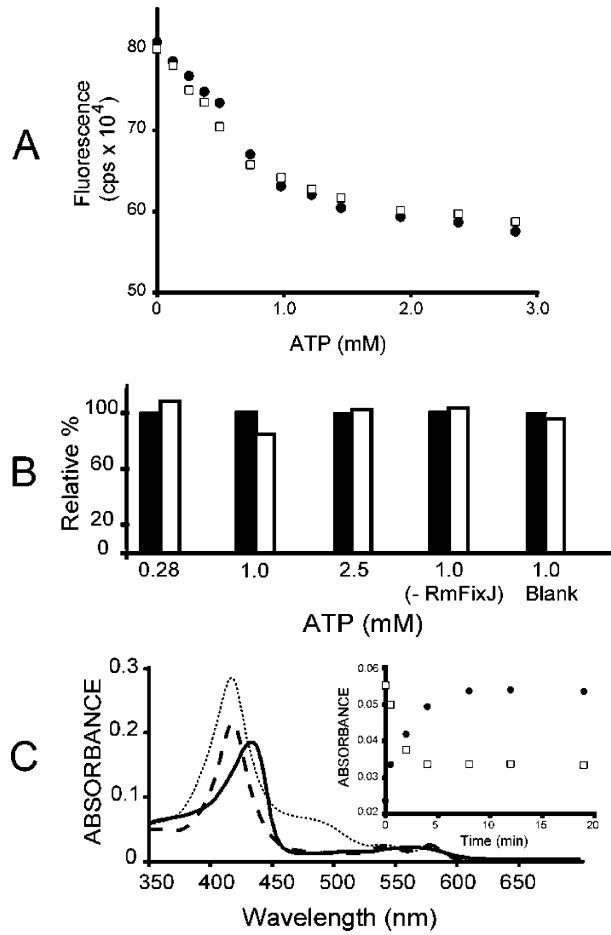 A
Fluorescence
(cps x 10⁴)
80
70
60
50
0
1.0
2.0
3.0
ATP (mM)
B
Relative %
100
60
20
0
0.28
1.0
2.5
1.0
1.0
(- RmFixJ)
Blank
ATP (mM)
C
ABSORBANCE
0.3
0.2
0.1
0
350
400
450
500
550
600
650
Wavelength (nm)
ABSORBANCE
0.06
0.05
0.04
0.03
0.02
0
5
10
15
20
Time (min)